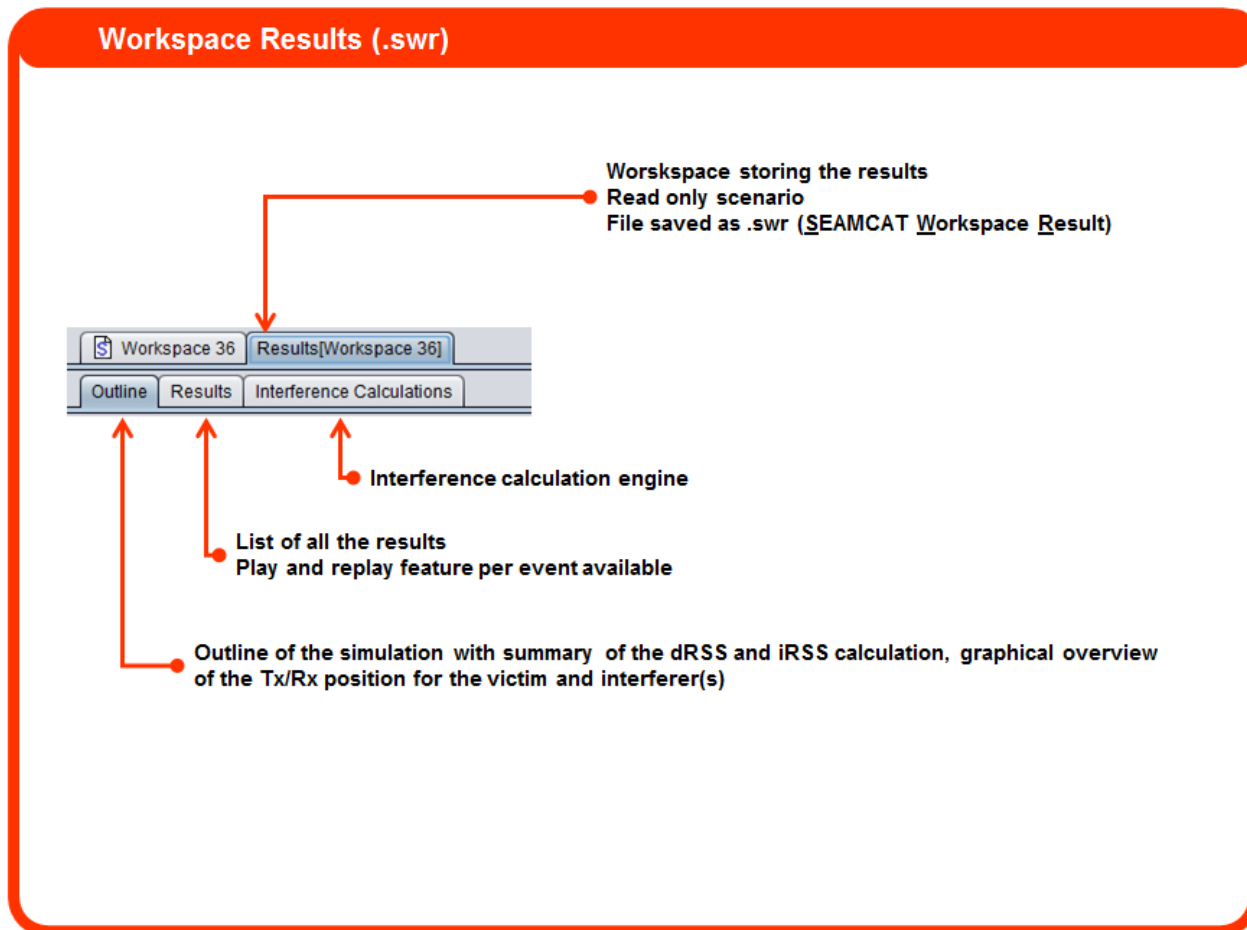 Workspace Results (.swr)
Worskspace storing the results
Read only scenario
File saved as .swr (SEAMCAT Workspace Result)
Workspace 36 Results[Workspace 36]
Outline Results Interference Calculations
Interference calculation engine
List of all the results
Play and replay feature per event available
Outline of the simulation with summary of the dRSS and iRSS calculation, graphical overview
of the Tx/Rx position for the victim and interferer(s)